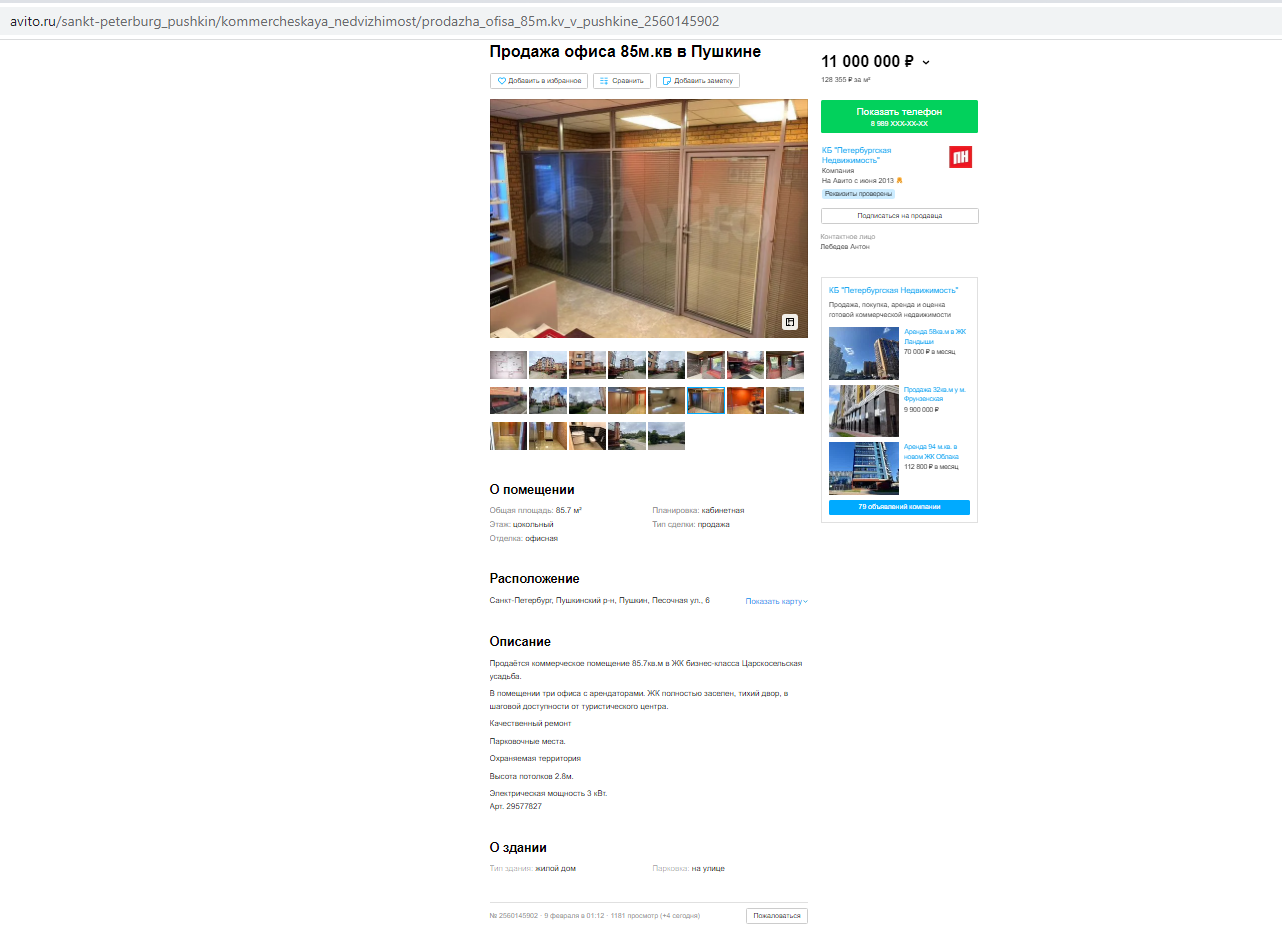 avito.ru/sankt-peterburg_pushkin/kommercheskaya_nedvizhimost/prodazha_ofisa_85m.kv_v_pushkine_2560145902
Продажа офиса 85м.кв в Пушкине
Добавить в избранное
Сравнить
Добавить заметку
Avito
О помещении
Общая площадь: 85.7 м²
Планировка: кабинетная
Этаж: цокольный
Тип сделки: продажа
Отделка: офисная
Расположение
Санкт-Петербург, Пушкинский р-н, Пушкин, Песочная ул., 6
Показать карту
Описание
Продаётся коммерческое помещение 85.7кв.м в ЖК бизнес-класса Царскосельская
усадьба.
В помещении три офиса с арендаторами. ЖК полностью заселен, тихий двор, в
шаговой доступности от туристического центра.
Качественный ремонт
Парковочные места.
Охраняемая территория
Высота потолков 2.8м.
Электрическая мощность 3 кВт.
Арт. 29577827
О здании
Тип здания: жилой дом
Парковка: на улице
№ 2560145902 · 9 февраля в 01:12 · 1181 просмотр (+4 сегодня)
Пожаловаться
11 000 000 ₽
128 355 ₽ за м²
Показать телефон
8 989 XXX-XX-XX
КБ "Петербургская
Недвижимость"
ПН
Компания
На Авито с июня 2013
Реквизиты проверены
Подписаться на продавца
Контактное лицо
Лебедев Антон
КБ "Петербургская Недвижимость"
Продажа, покупка, аренда и оценка
готовой коммерческой недвижимости
Аренда 58кв.м в ЖК
Ландыши
70 000 ₽ в месяц
Продажа 32кв.м у м.
Фрунзенская
9 900 000 ₽
Аренда 94 м.кв. в
новом ЖК Облака
112 800 ₽ в месяц
79 объявлений компании